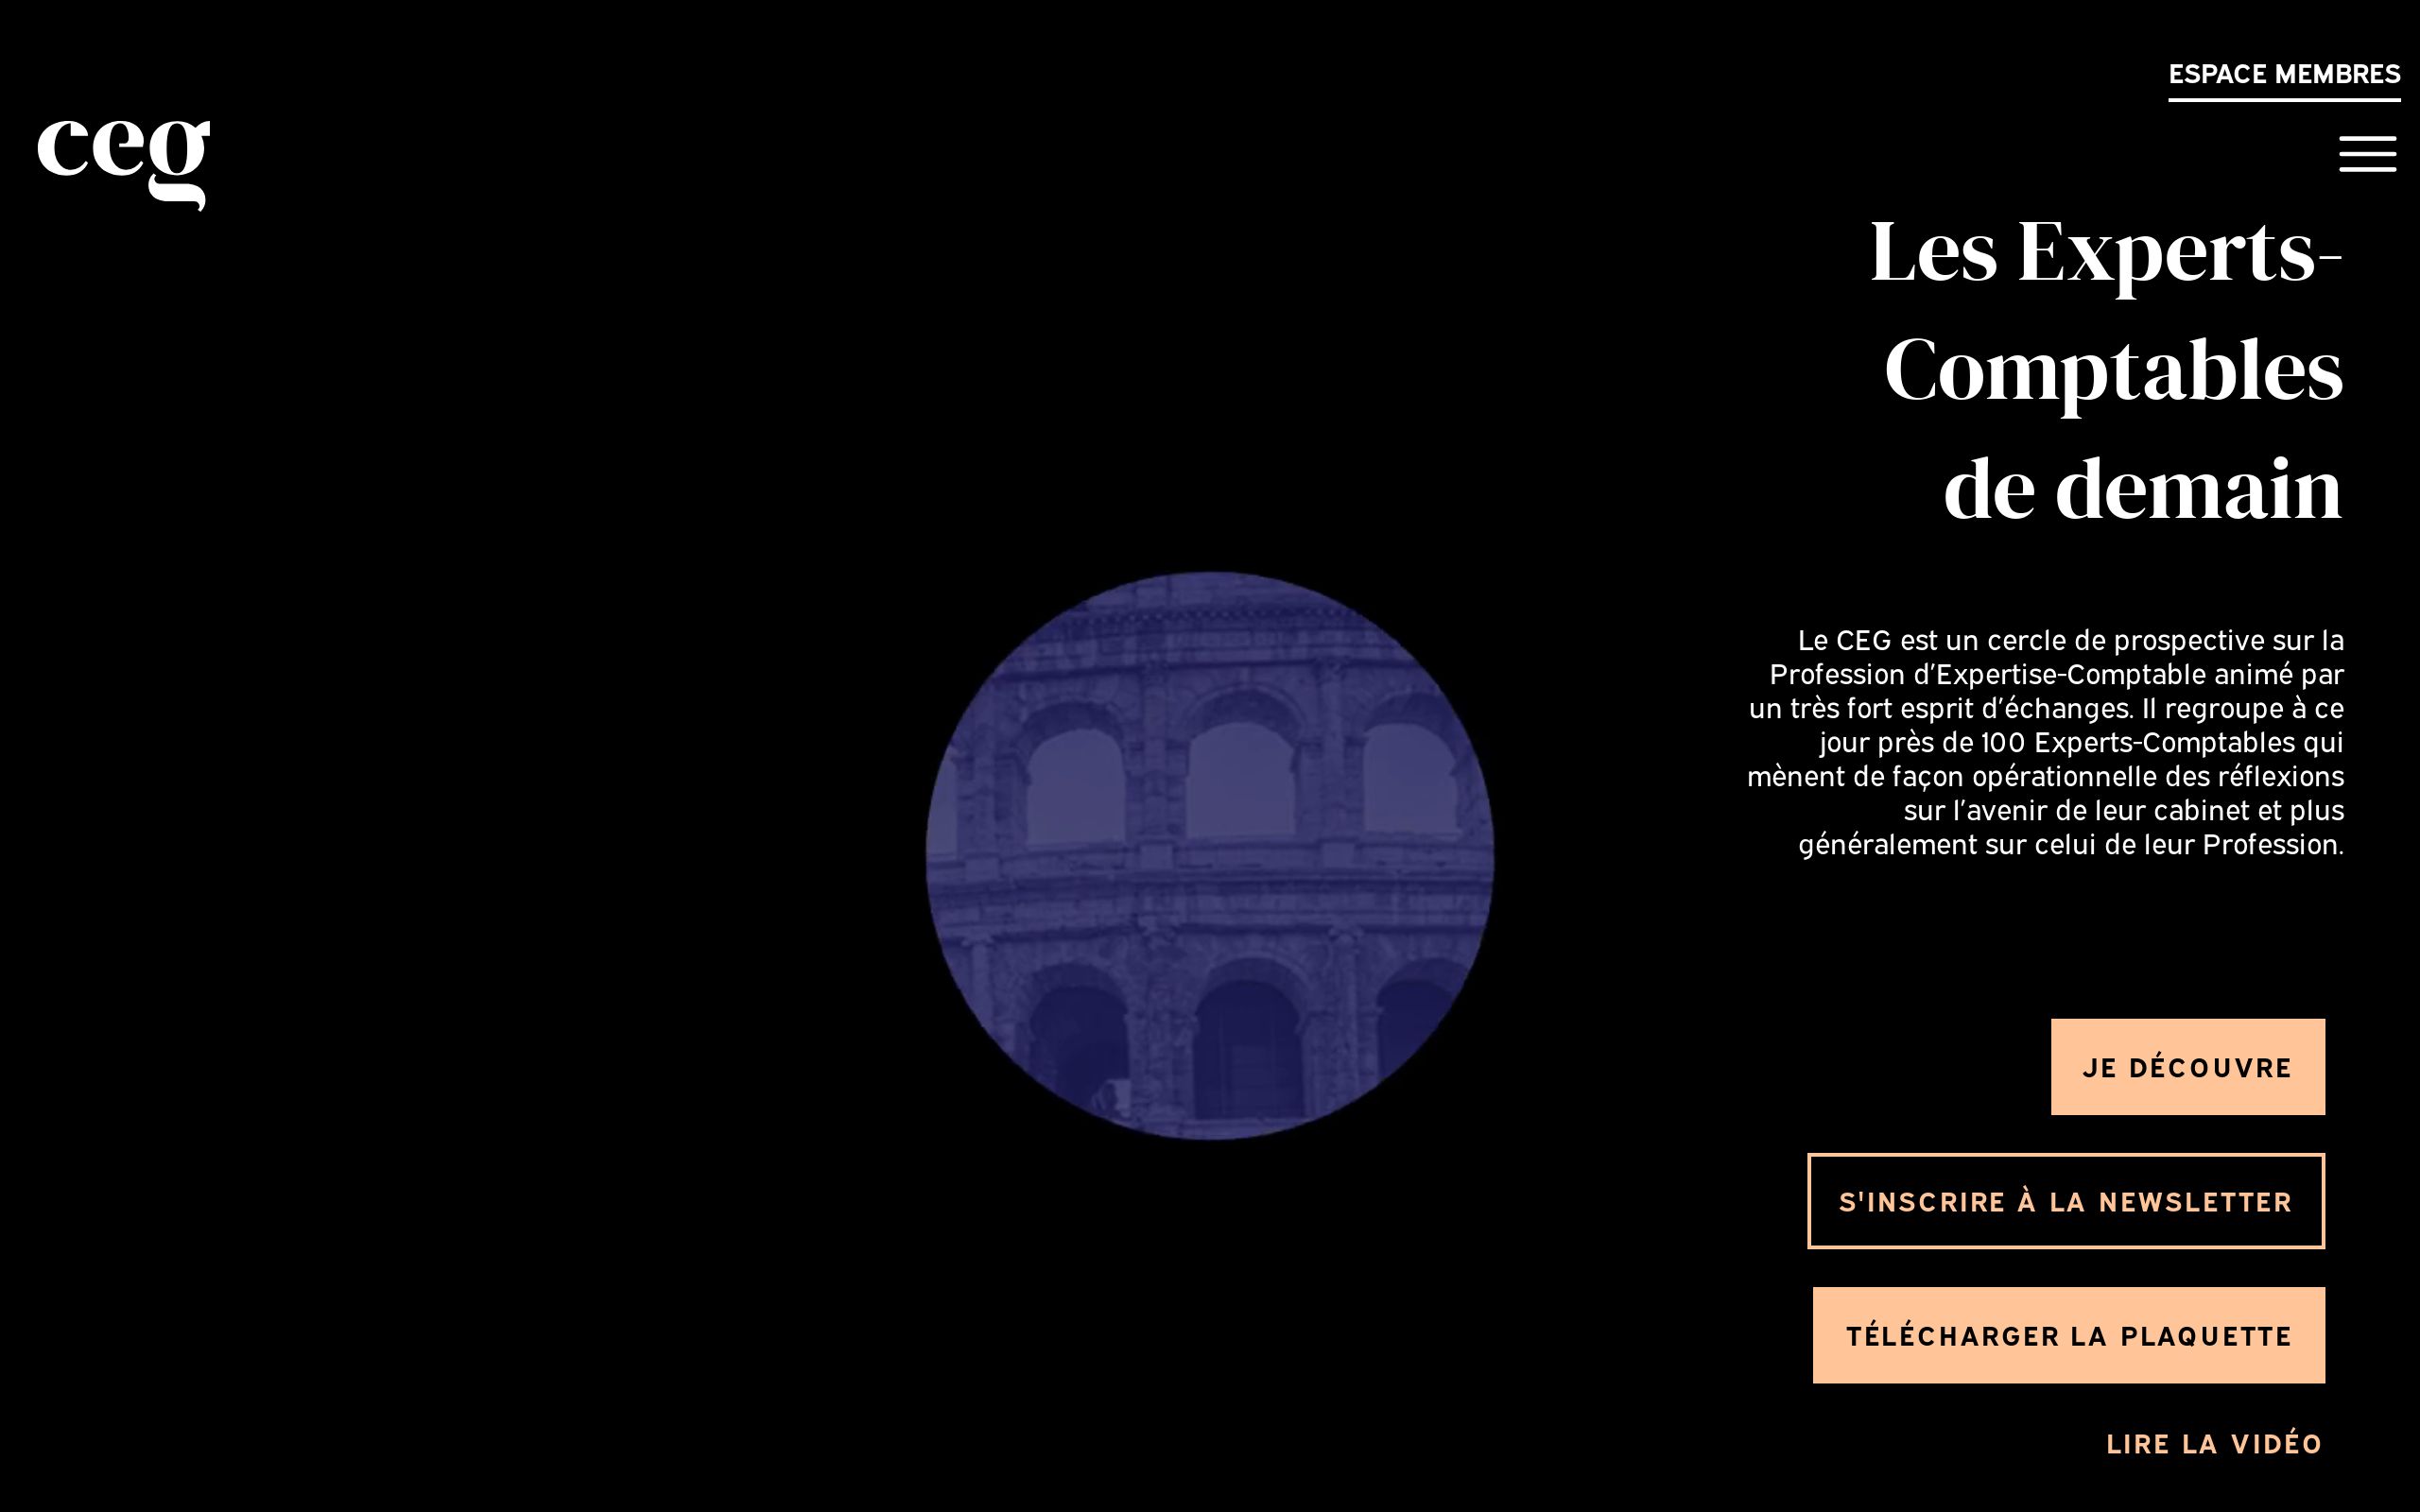 ESPACE MEMBRES
ceg
Les Experts-
Comptables
de demain
Le CEG est un cercle de prospective sur la
Profession d’Expertise-Comptable animé par
un très fort esprit d’échanges. Il regroupe à ce
jour près de 100 Experts-Comptables qui
mènent de façon opérationnelle des réflexions
sur l’avenir de leur cabinet et plus
généralement sur celui de leur Profession.
JE DÉCOUVRE
S'INSCRIRE À LA NEWSLETTER
TÉLÉCHARGER LA PLAQUETTE
LIRE LA VIDÉO